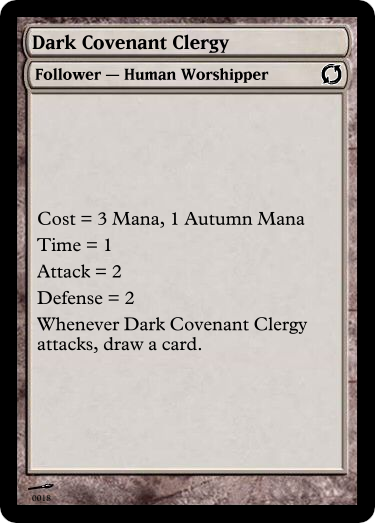 Dark Covenant Clergy
Follower — Human Worshipper
Cost = 3 Mana, 1 Autumn Mana
Time = 1
Attack = 2
Defense = 2
Whenever Dark Covenant Clergy
attacks, draw a card.
0018